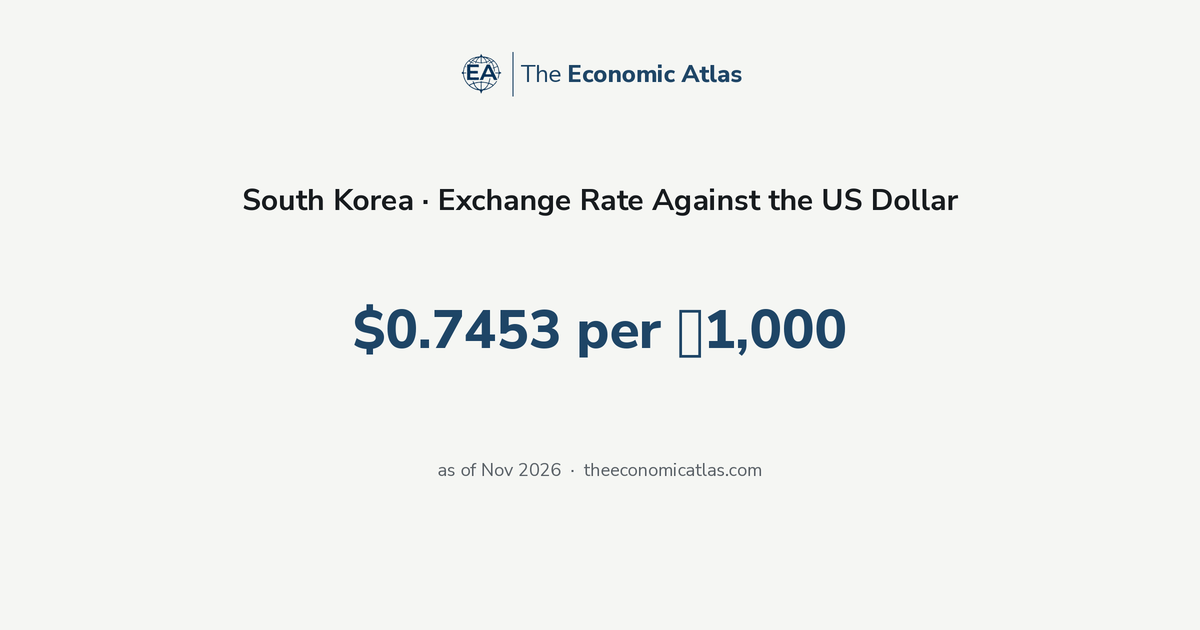 EA The Economic Atlas
South Korea · Exchange Rate Against the US Dollar
$0.7453 per ▯1,000
as of Nov 2026 · theeconomicatlas.com